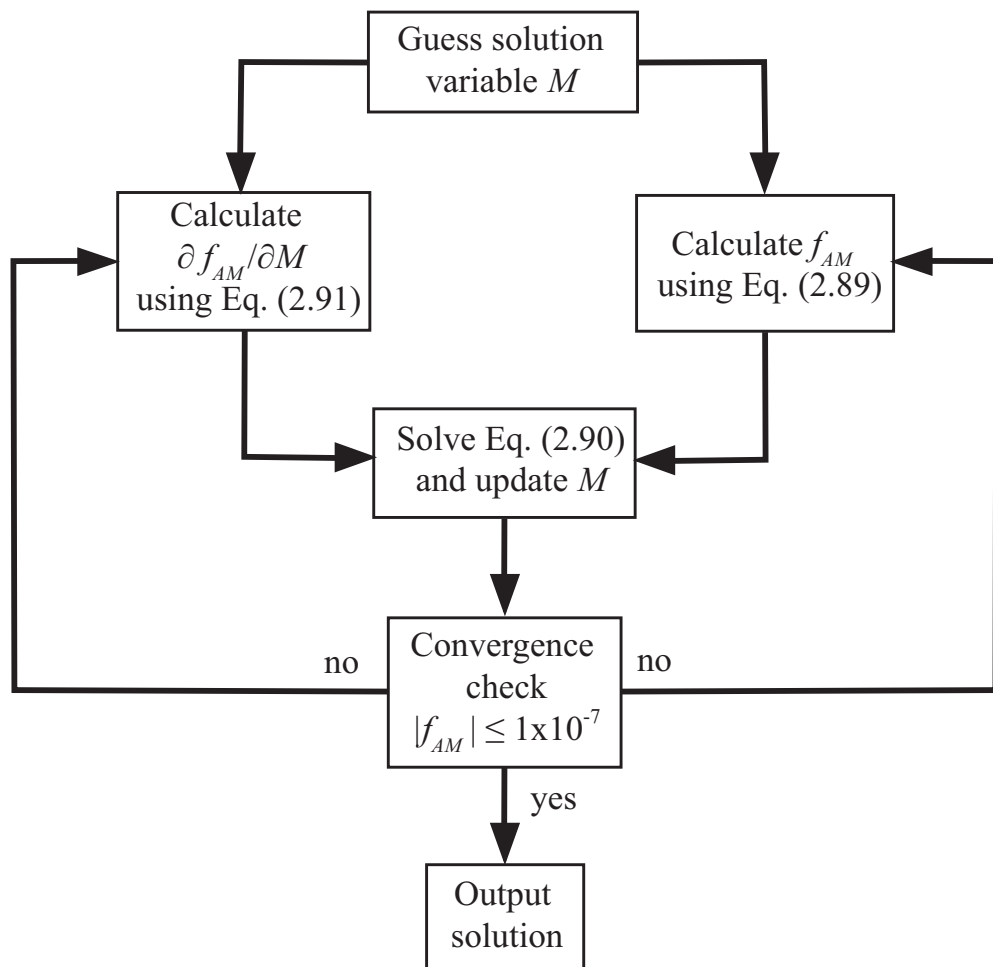 Guess solution
variable M
Calculate
∂f_AM/∂M
using Eq. (2.91)
Calculate f_AM
using Eq. (2.89)
Solve Eq. (2.90)
and update M
no
Convergence
check
|f_AM| ≤ 1x10^-7
no
yes
Output
solution